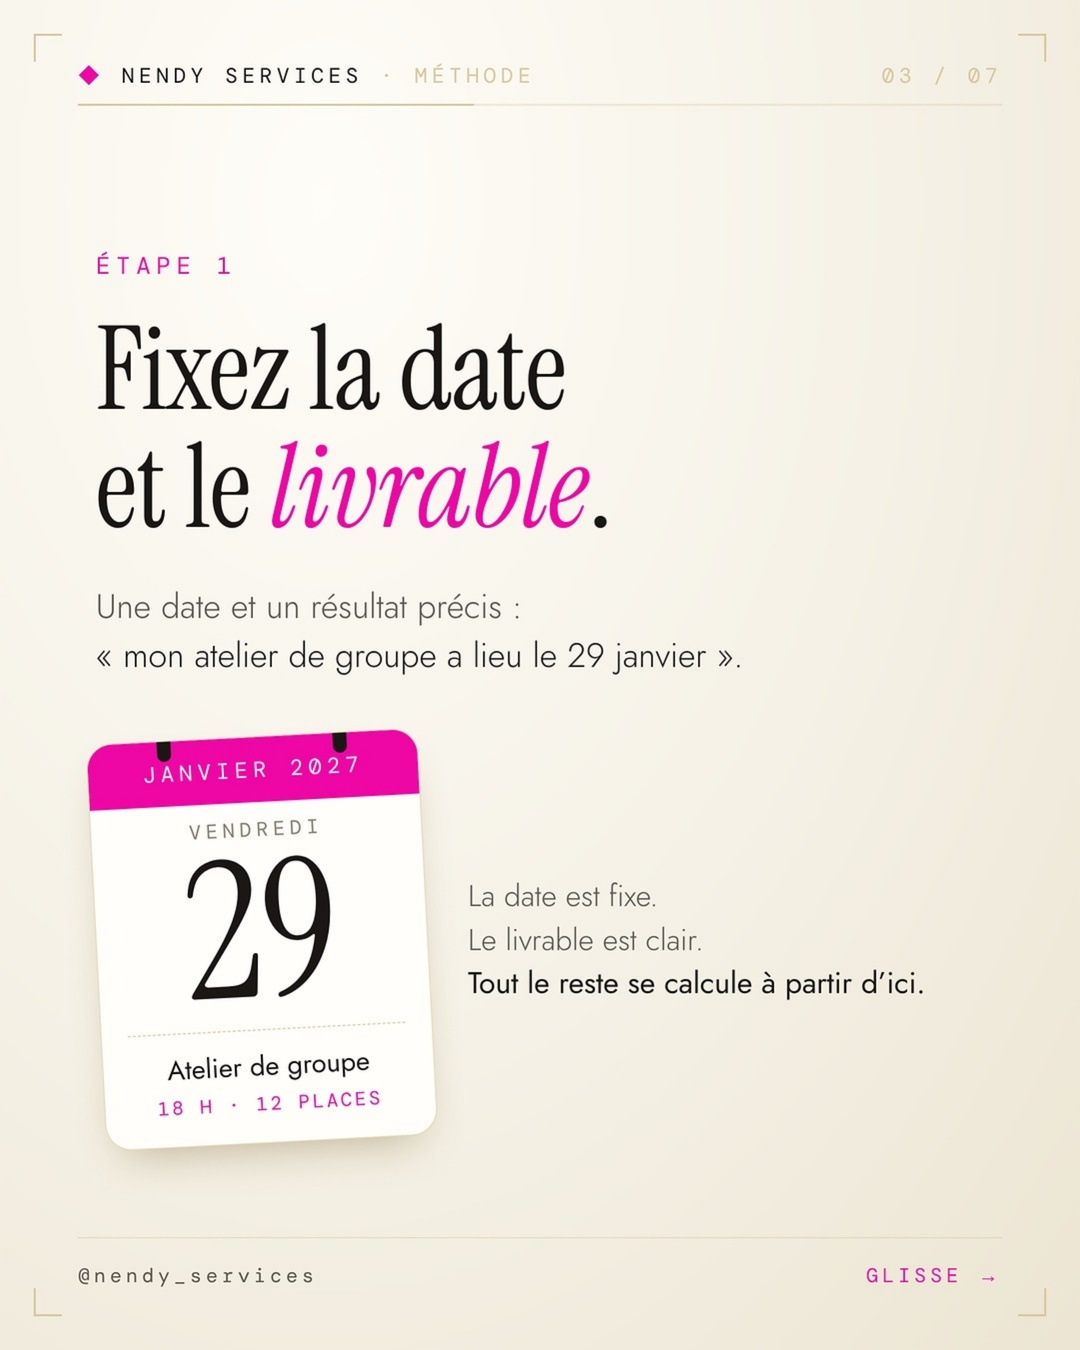 ◆ NENDY SERVICES · MÉTHODE
03 / 07
ÉTAPE 1
Fixez la date
et le livrable.
Une date et un résultat précis :
« mon atelier de groupe a lieu le 29 janvier ».
JANVIER 2027
VENDREDI
29
Atelier de groupe
18 H · 12 PLACES
La date est fixe.
Le livrable est clair.
Tout le reste se calcule à partir d’ici.
@nendy_services
GLISSE →